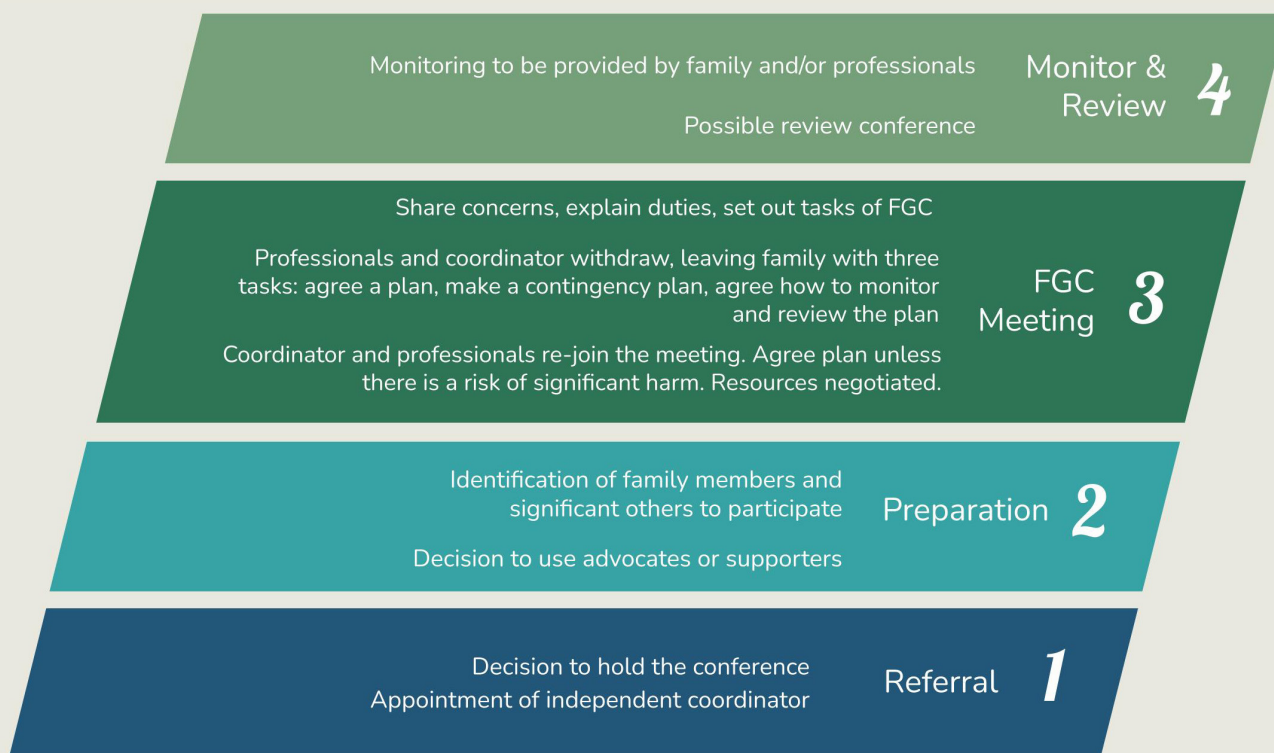 Monitoring to be provided by family and/or professionals
Possible review conference
Monitor &
Review
4
Share concerns, explain duties, set out tasks of FGC
Professionals and coordinator withdraw, leaving family with three
tasks: agree a plan, make a contingency plan, agree how to monitor
and review the plan
Coordinator and professionals re-join the meeting. Agree plan unless
there is a risk of significant harm. Resources negotiated.
FGC
Meeting
3
Identification of family members and
significant others to participate
Decision to use advocates or supporters
Preparation
2
Decision to hold the conference
Appointment of independent coordinator
Referral
1